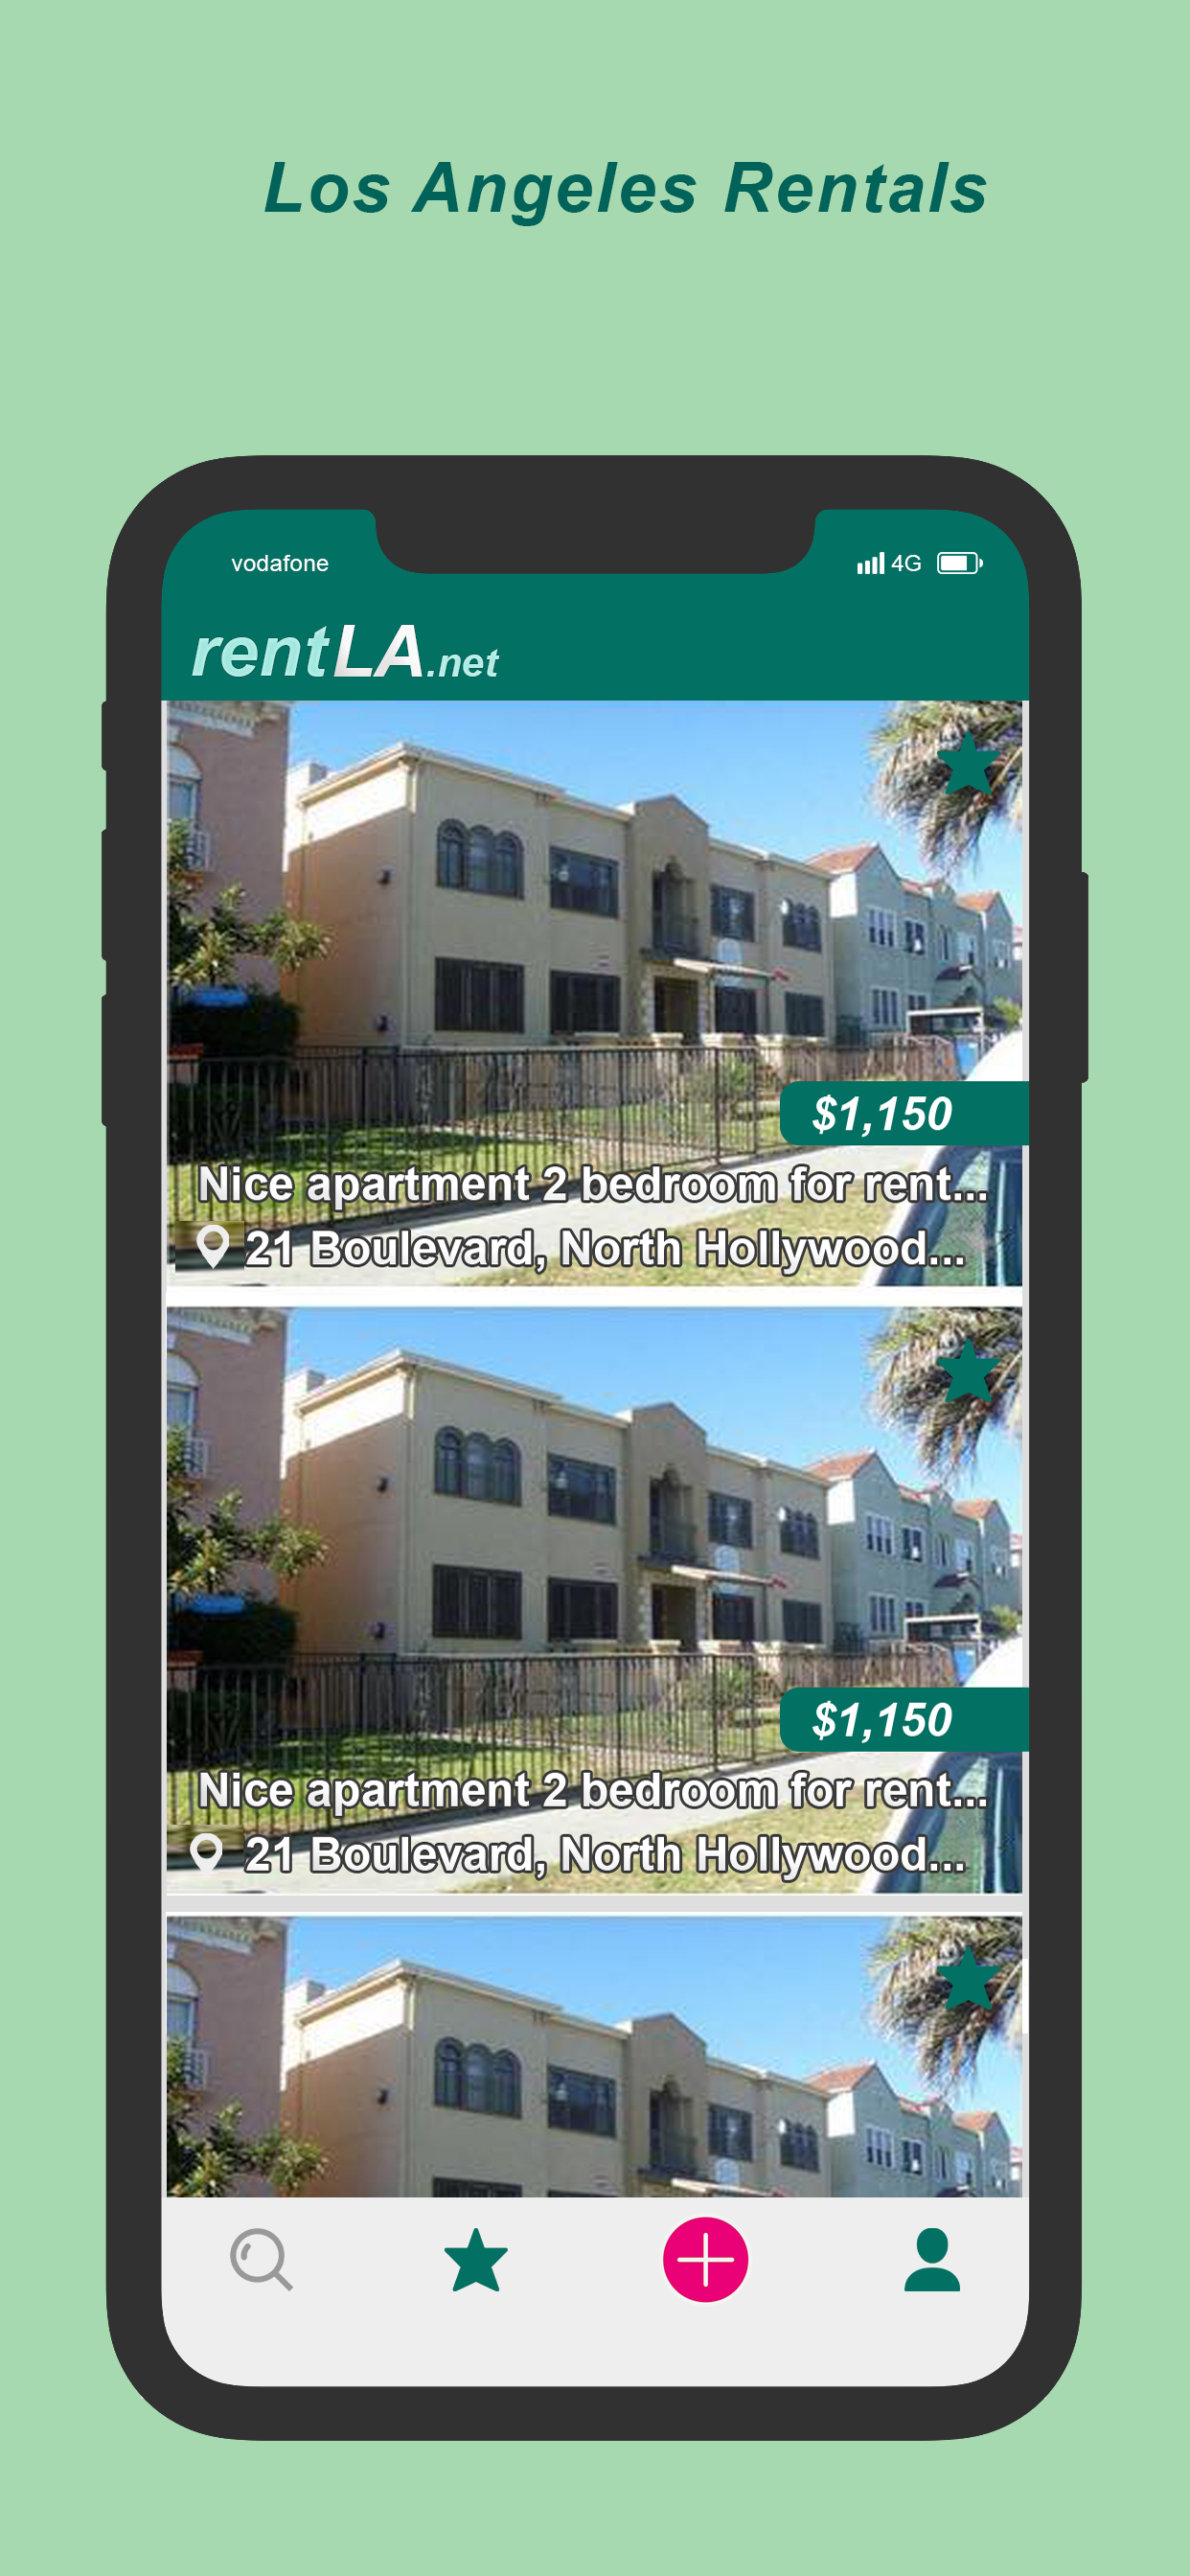 Los Angeles Rentals
vodafone
4G
rentLA.net
$1,150
Nice apartment 2 bedroom for rent...
21 Boulevard, North Hollywood...
$1,150
Nice apartment 2 bedroom for rent...
21 Boulevard, North Hollywood...